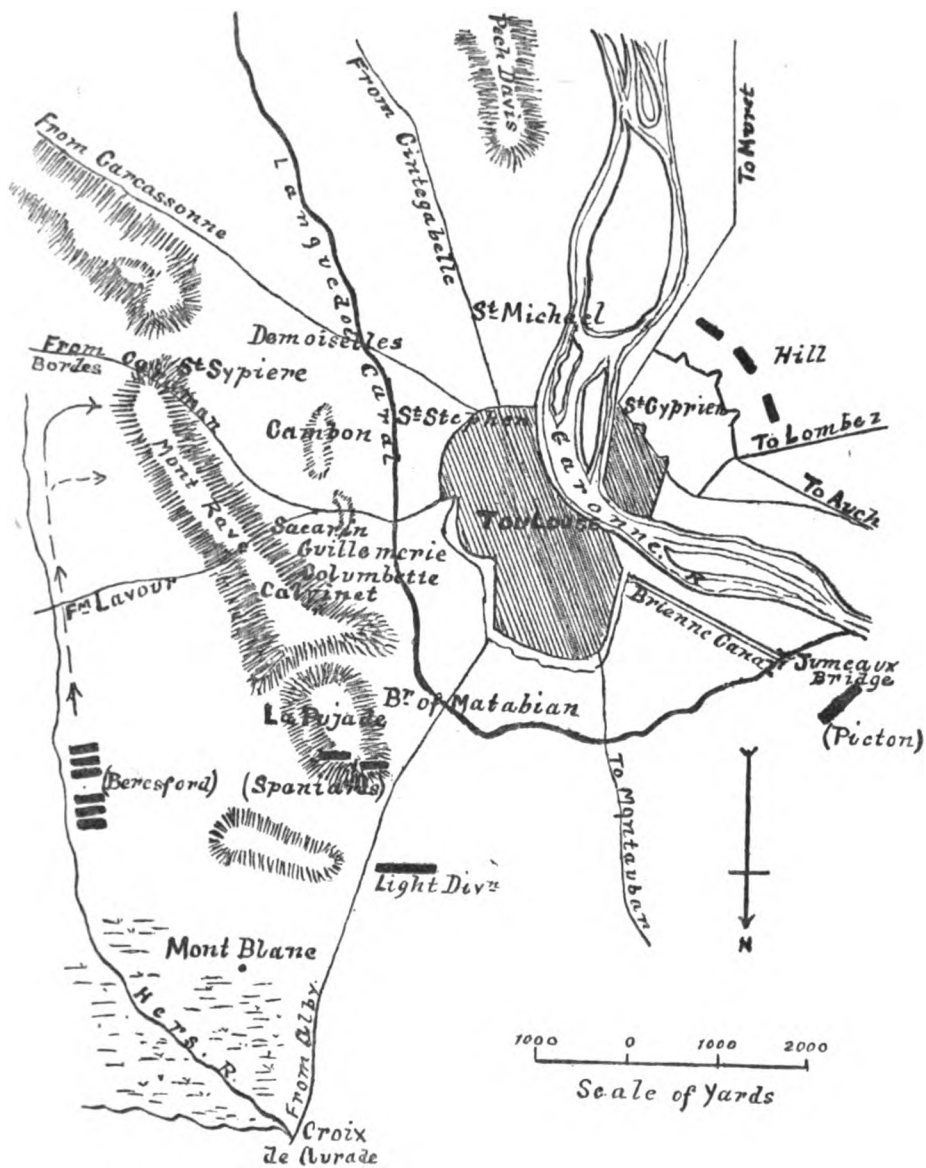 Pech Davis
From Cintegabelle
To Muret
From Carcassonne
Languedoc Canal
St Michael
Demoiselles
Hill
From Caraman
Bordes
St Sypiere
St Stephen
St Cyprien
Cambon
To Lombez
Mont Rave
Garonne R
To Auch
Toulouse
Sacarin
Guillemerie
Columbette
Calvinet
Fm Lavour
Brienne Canal
Jumeaux
Bridge
(Picton)
Br. of Matabian
La Pujade
(Beresford)
(Spaniards)
To Montauban
Light Divn
N
Mont Blanc
Hers. R.
From Alby.
1000 0 1000 2000
Scale of Yards
Croix
de Aurade